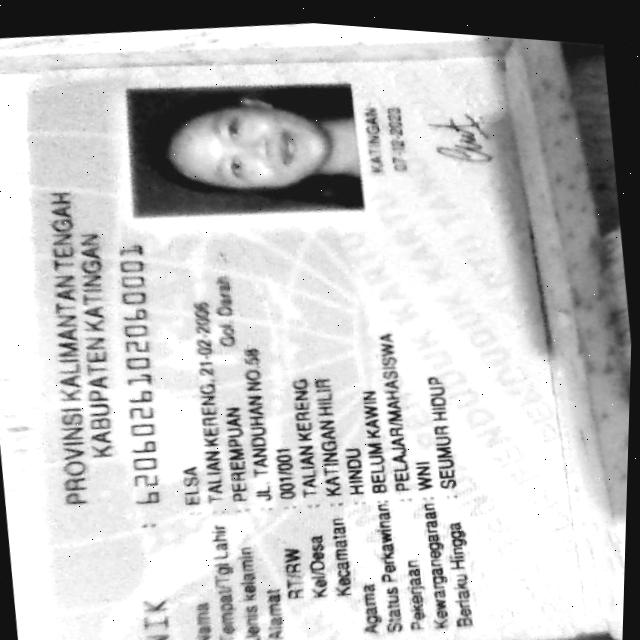 PROVINSI KALIMANTAN TENGAH
KABUPATEN KATINGAN
NIK : 6206026102060001
Nama ELSA
Tempat/Tgl Lahir : TALIAN KERENG, 21-02-2006
Jenis kelamin : PEREMPUAN Gol. Darah
Alamat : JL. TANDUHAN NO.56
RT/RW : 001/001
Kel/Desa : TALIAN KERENG
Kecamatan : KATINGAN HILIR
Agama : HINDU
Status Perkawinan: BELUM KAWIN
Pekerjaan : PELAJAR/MAHASISWA
Kewarganegaraan: WNI
Berlaku Hingga : SEUMUR HIDUP
KATINGAN
07-12-2023